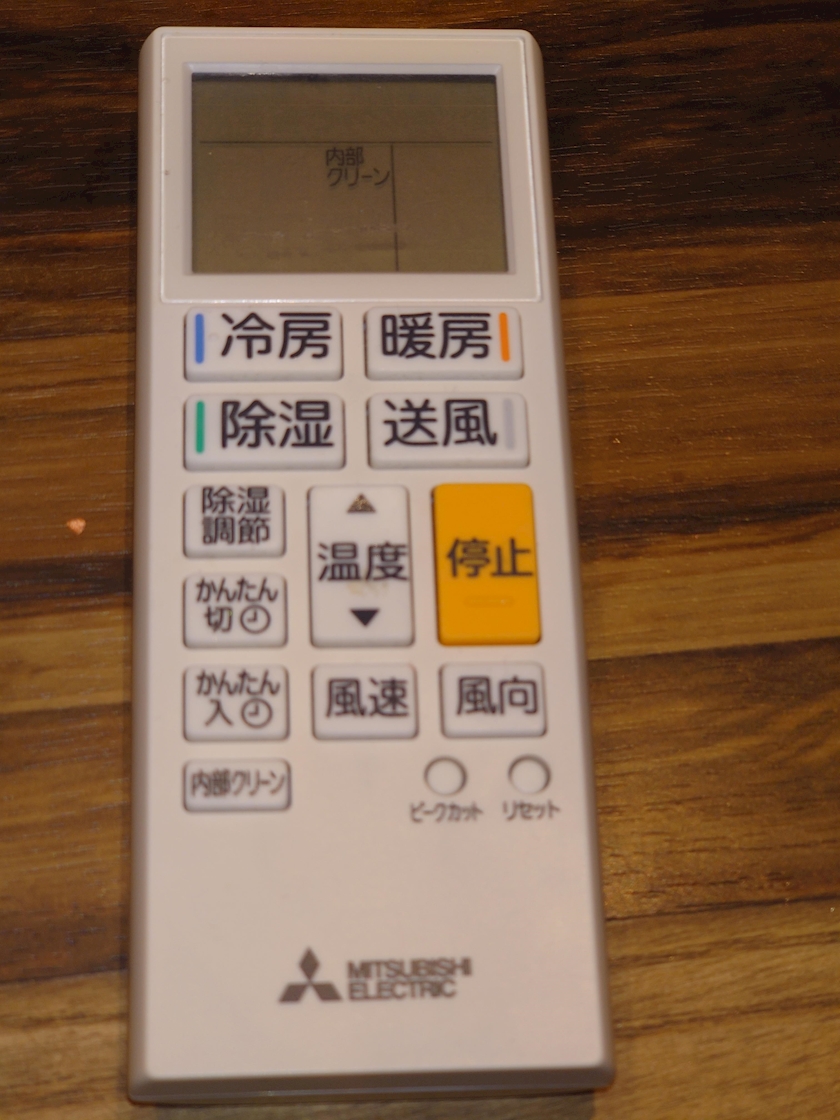 内部
クリーン
冷房 暖房
除湿 送風
除湿
調節
温度
停止
かんたん
切
かんたん
入
風速 風向
内部クリーン
ピークカット リセット
MITSUBISHI
ELECTRIC